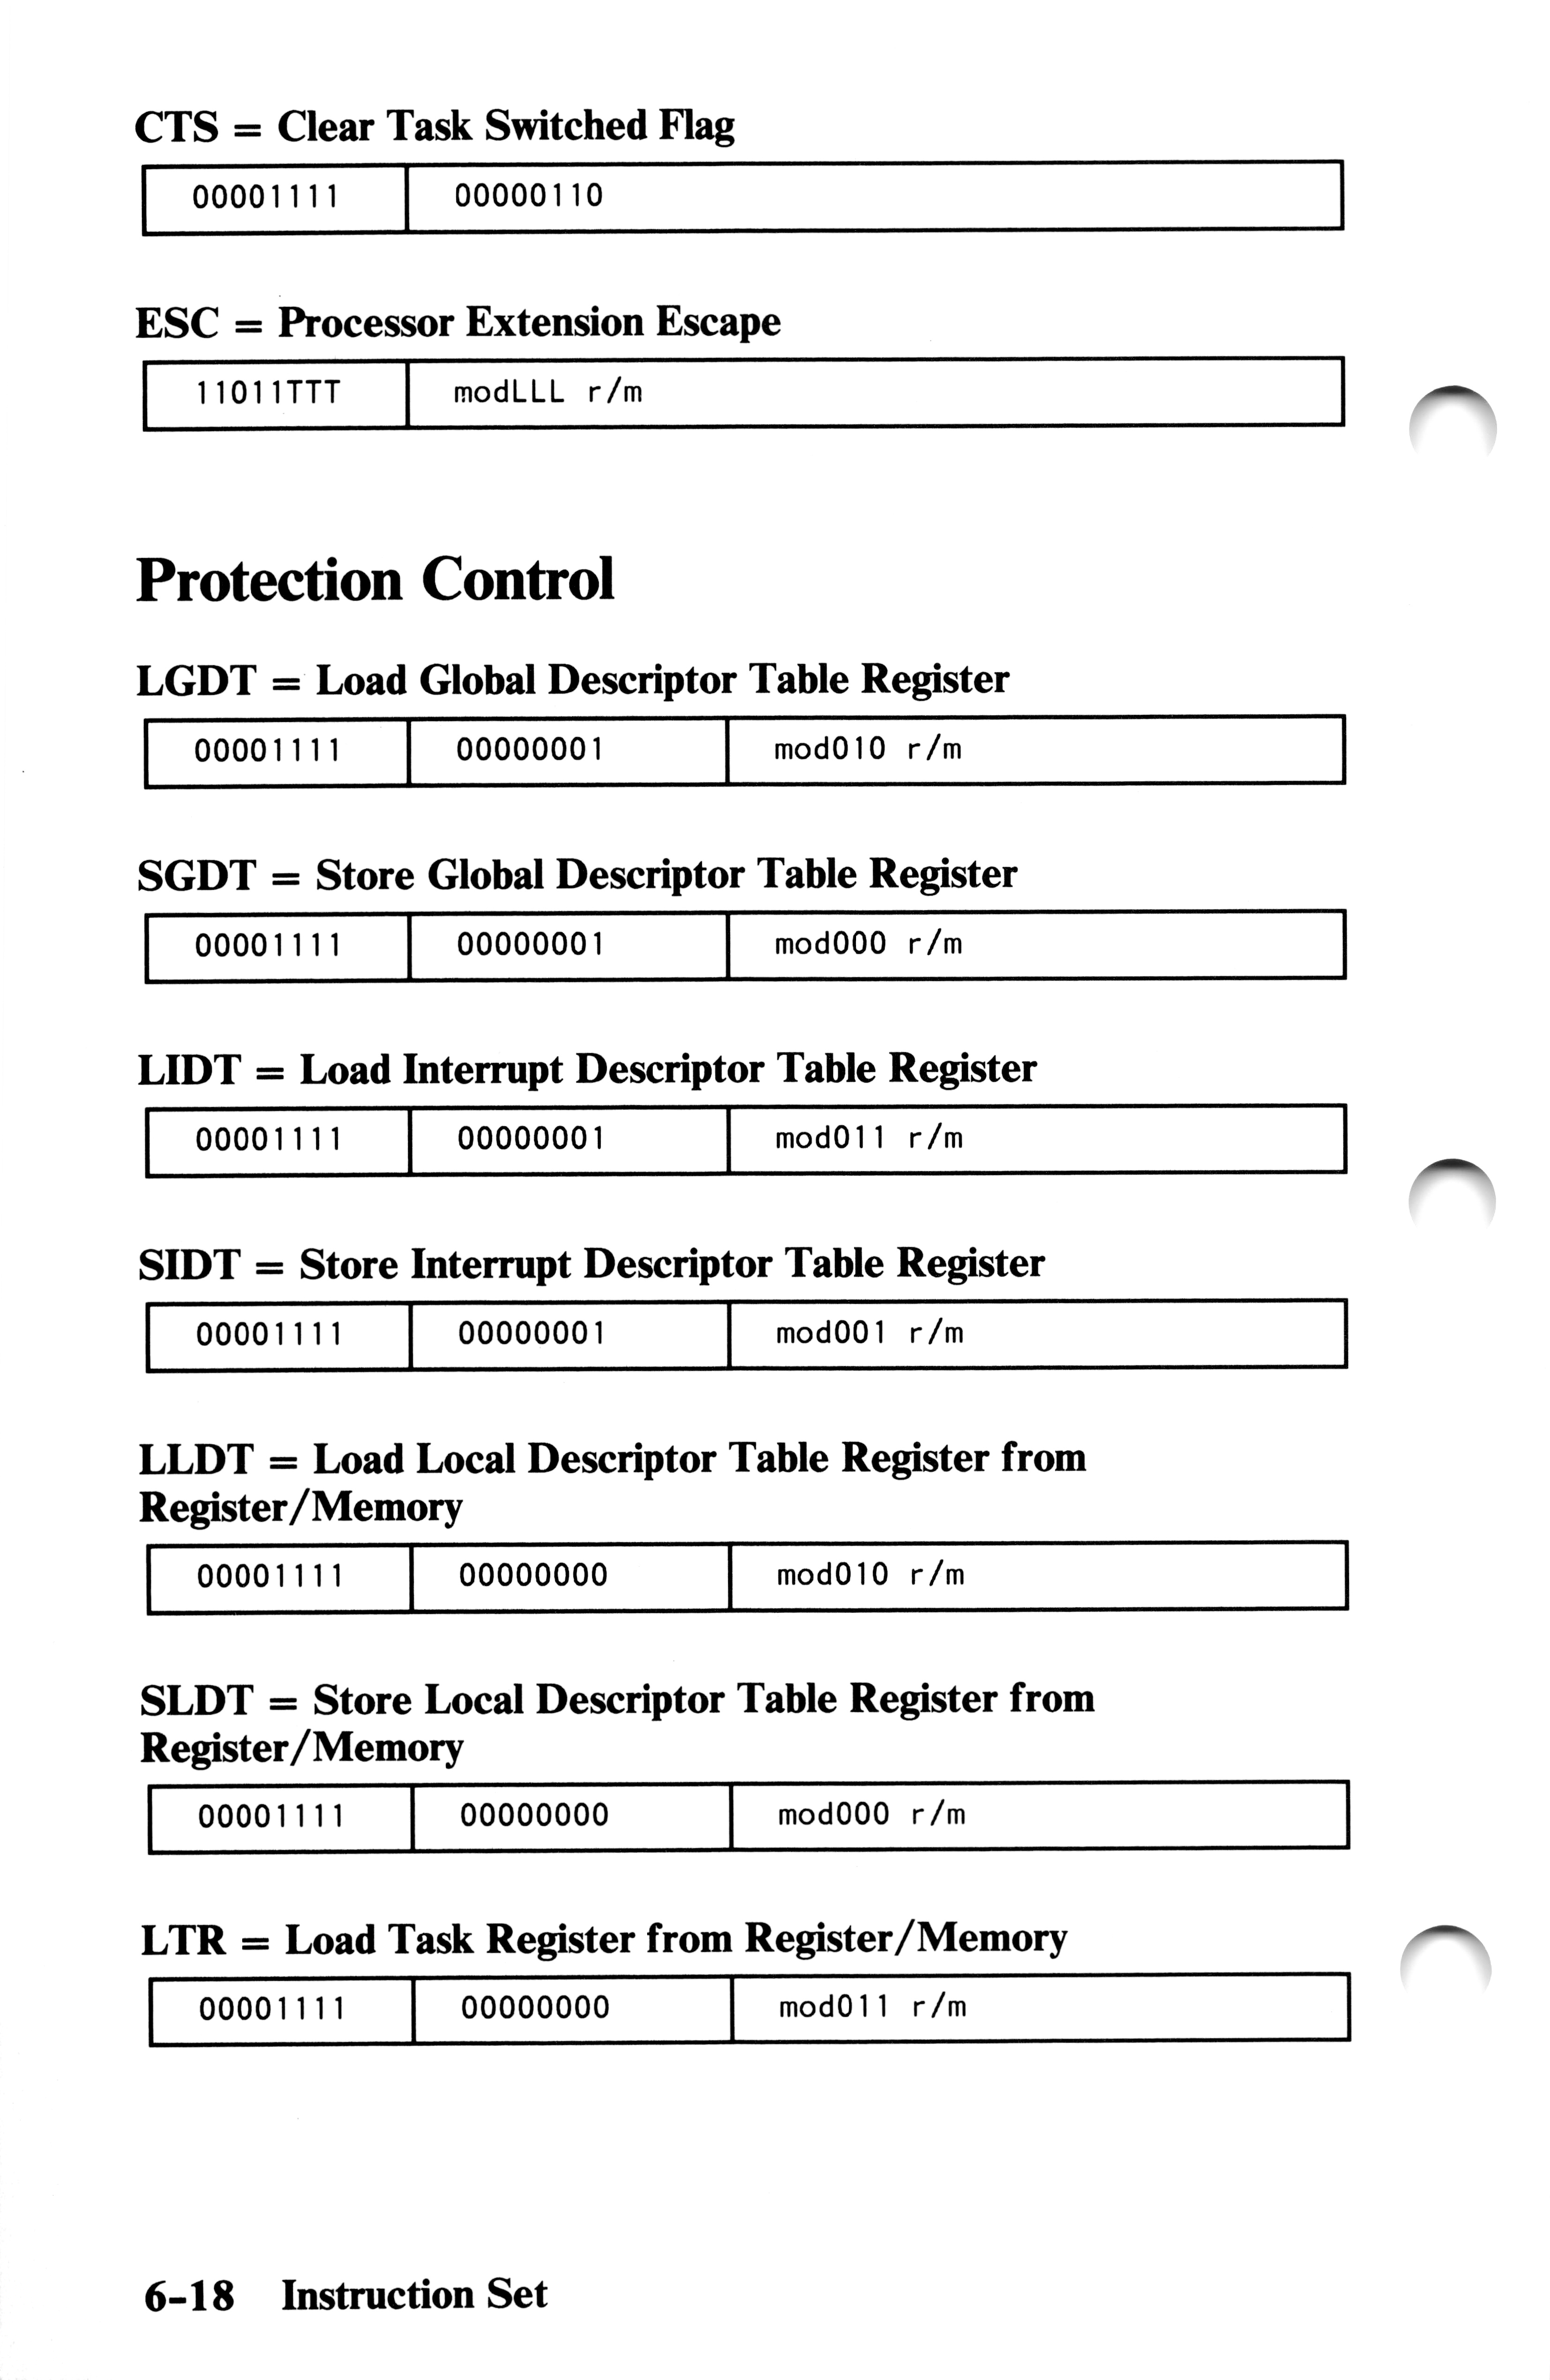 CTS = Clear Task Switched Flag
00001111 00000110
ESC = Processor Extension Escape
11011TTT modLLL r/m
Protection Control
LGDT = Load Global Descriptor Table Register
00001111 00000001 mod010 r/m
SGDT = Store Global Descriptor Table Register
00001111 00000001 mod000 r/m
LIDT = Load Interrupt Descriptor Table Register
00001111 00000001 mod011 r/m
SIDT = Store Interrupt Descriptor Table Register
00001111 00000001 mod001 r/m
LLDT = Load Local Descriptor Table Register from
Register/Memory
00001111 00000000 mod010 r/m
SLDT = Store Local Descriptor Table Register from
Register/Memory
00001111 00000000 mod000 r/m
LTR = Load Task Register from Register/Memory
00001111 00000000 mod011 r/m
6-18 Instruction Set